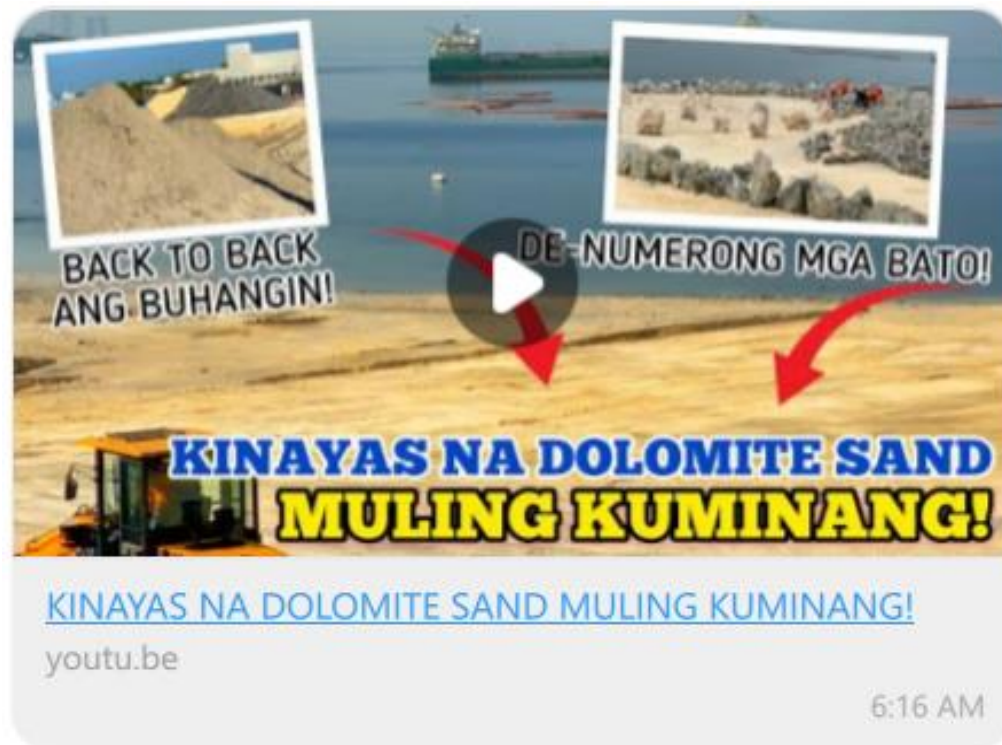 BACK TO BACK
ANG BUHANGIN!
DE-NUMERONG MGA BATO!
KINAYAS NA DOLOMITE SAND
MULING KUMINANG!
KINAYAS NA DOLOMITE SAND MULING KUMINANG!
youtu.be
6:16 AM